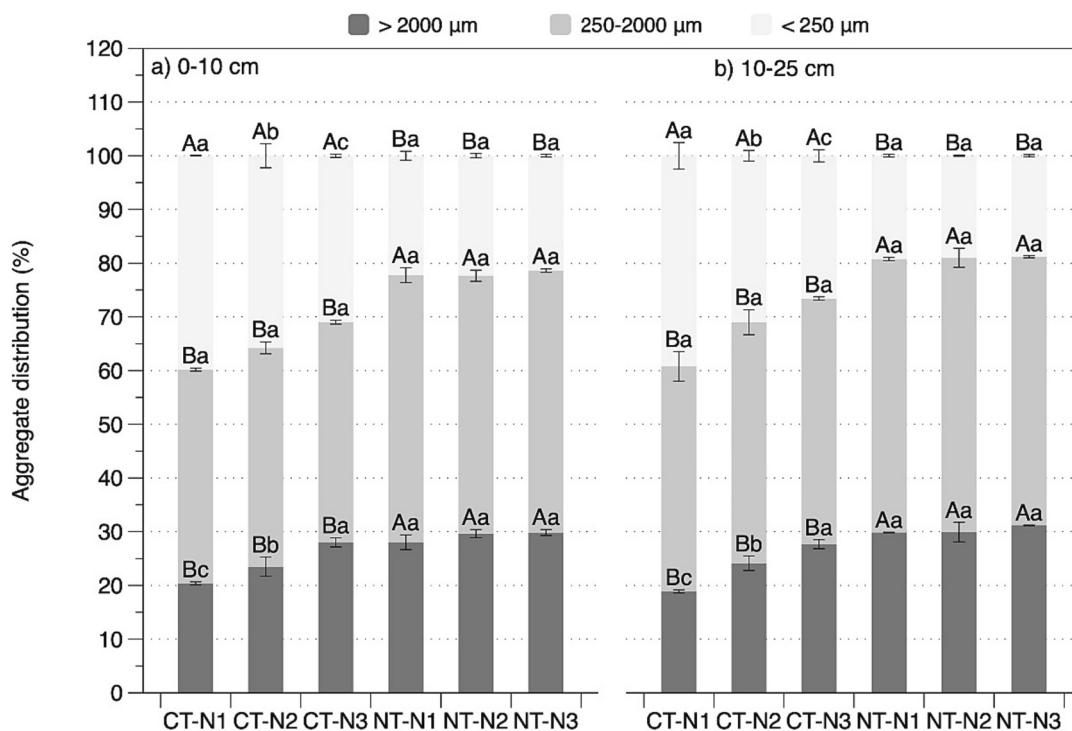 > 2000 µm 250-2000 µm < 250 µm
Aggregate distribution (%)
120
110
100
90
80
70
60
50
40
30
20
10
0
a) 0-10 cm
Aa Ab Ac Ba Ba Ba
Ba Ba Ba Aa Aa Aa
Bc Bb Ba Aa Aa Aa
CT-N1 CT-N2 CT-N3 NT-N1 NT-N2 NT-N3
b) 10-25 cm
Aa Ab Ac Ba Ba Ba
Ba Ba Ba Aa Aa Aa
Bc Bb Ba Aa Aa Aa
CT-N1 CT-N2 CT-N3 NT-N1 NT-N2 NT-N3